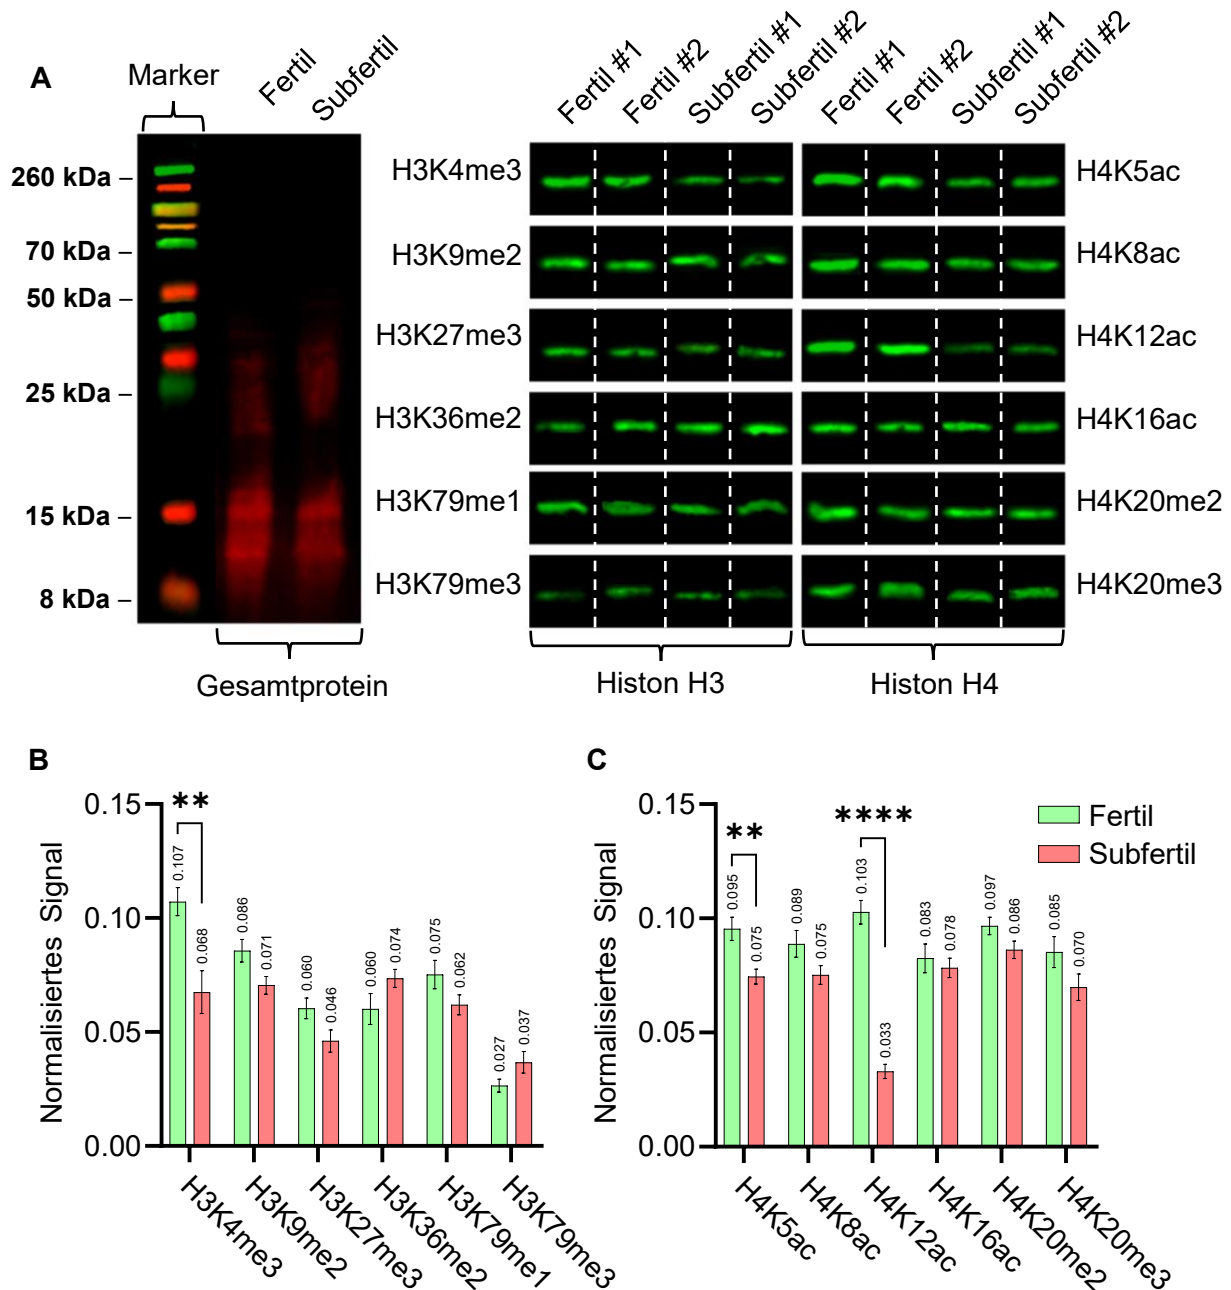 A
Marker
Fertil
Subfertil
Fertil #1
Fertil #2
Subfertil #1
Subfertil #2
Fertil #1
Fertil #2
Subfertil #1
Subfertil #2
260 kDa –
70 kDa –
50 kDa –
25 kDa –
15 kDa –
8 kDa –
Gesamtprotein
H3K4me3
H3K9me2
H3K27me3
H3K36me2
H3K79me1
H3K79me3
Histon H3
H4K5ac
H4K8ac
H4K12ac
H4K16ac
H4K20me2
H4K20me3
Histon H4
B
Normalisiertes Signal
0.15
0.10
0.05
0.00
**
0.107
0.068
0.086
0.071
0.060
0.046
0.060
0.074
0.075
0.062
0.027
0.037
H3K4me3
H3K9me2
H3K27me3
H3K36me2
H3K79me1
H3K79me3
C
Normalisiertes Signal
0.15
0.10
0.05
0.00
**
****
0.095
0.075
0.089
0.075
0.103
0.033
0.083
0.078
0.097
0.086
0.085
0.070
H4K5ac
H4K8ac
H4K12ac
H4K16ac
H4K20me2
H4K20me3
Fertil
Subfertil